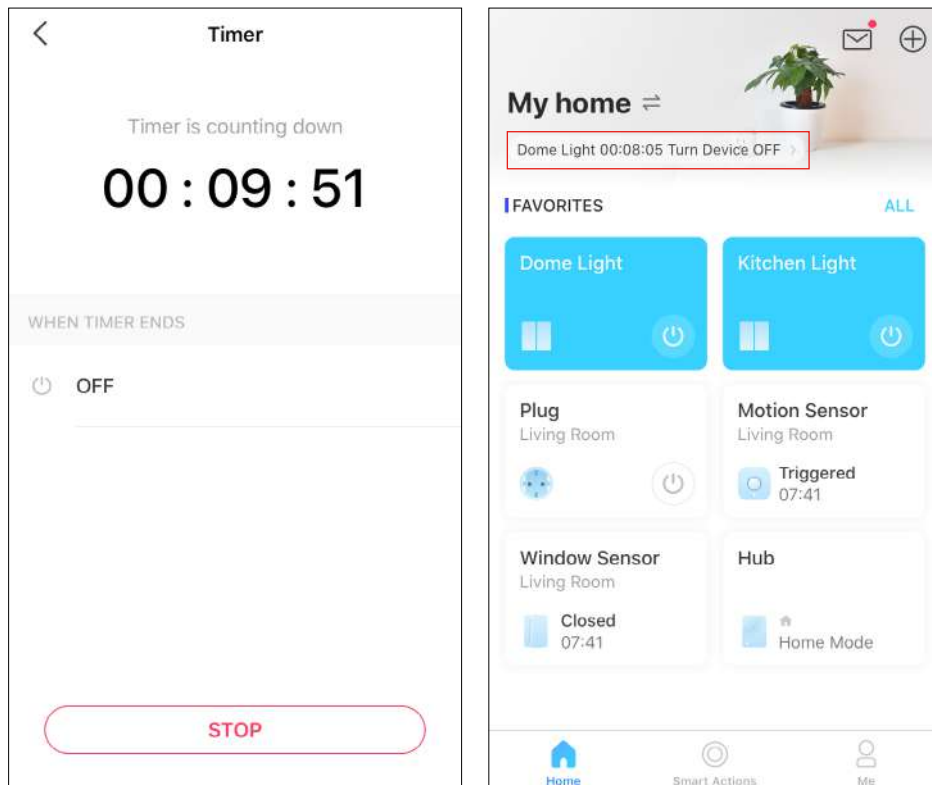 Timer
Timer is counting down
00 : 09 : 51
WHEN TIMER ENDS
OFF
STOP
My home
Dome Light 00:08:05 Turn Device OFF
FAVORITES
ALL
Dome Light
Kitchen Light
Plug
Living Room
Motion Sensor
Living Room
Triggered
07:41
Window Sensor
Living Room
Closed
07:41
Hub
Home Mode
Home
Smart Actions
Me